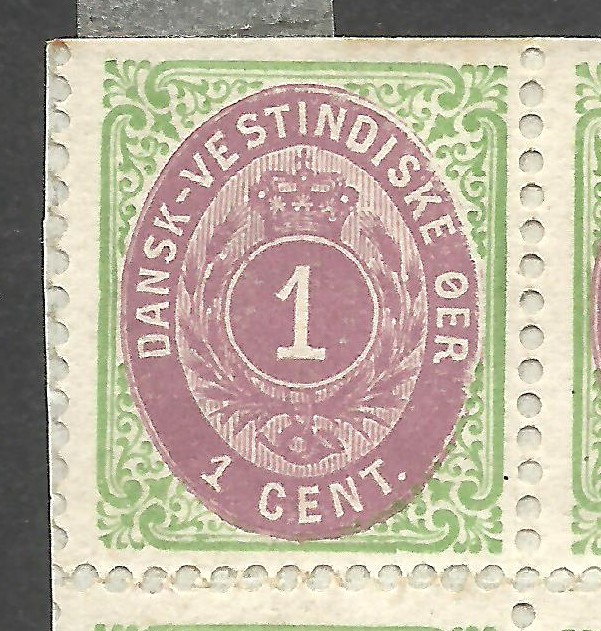 DANSK-VESTINDISKE ØER
1
1 CENT.